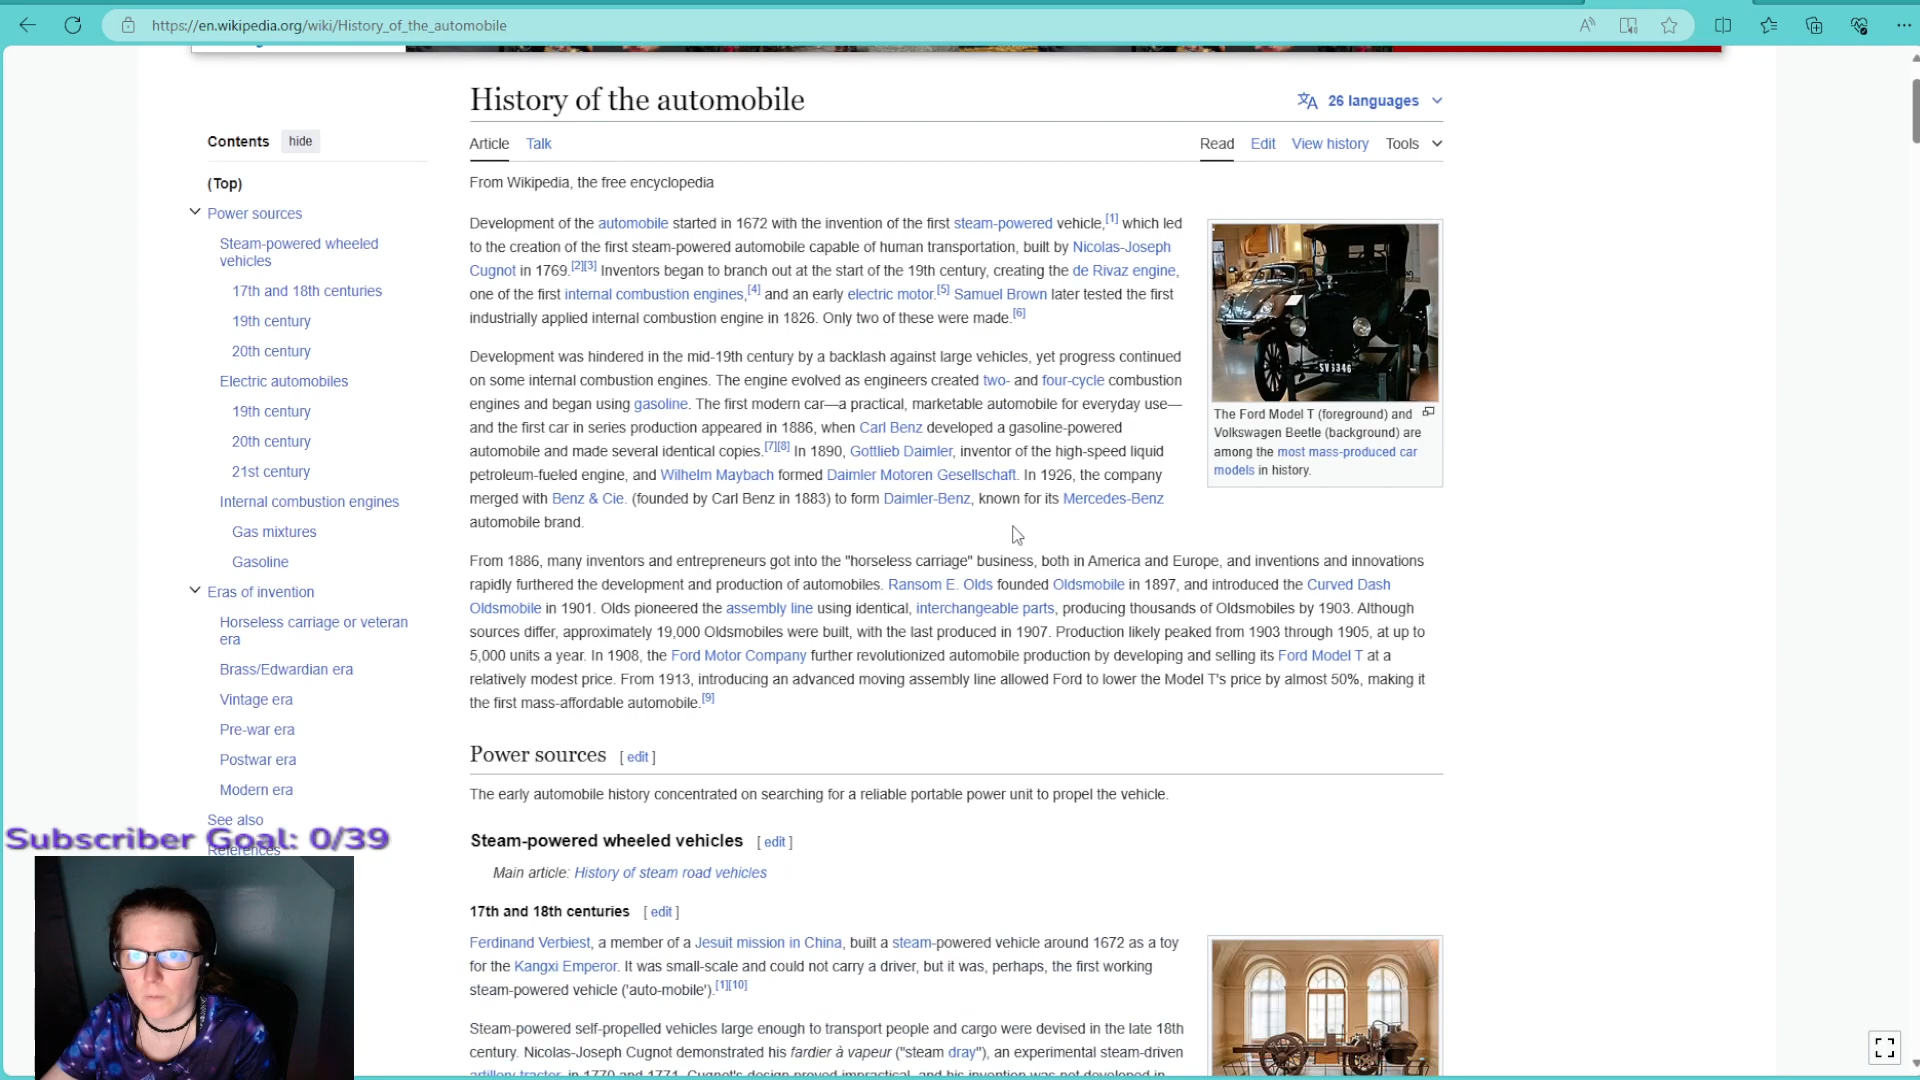 https://en.wikipedia.org/wiki/History_of_the_automobile
History of the automobile
26 languages
Contents hide
Article Talk
Read Edit View history Tools
(Top)
Power sources
Steam-powered wheeled
vehicles
17th and 18th centuries
19th century
20th century
Electric automobiles
19th century
20th century
21st century
Internal combustion engines
Gas mixtures
Gasoline
Eras of invention
Horseless carriage or veteran
era
Brass/Edwardian era
Vintage era
Pre-war era
Postwar era
Modern era
See also
References
Subscriber Goal: 0/39
From Wikipedia, the free encyclopedia
Development of the automobile started in 1672 with the invention of the first steam-powered vehicle,[1] which led
to the creation of the first steam-powered automobile capable of human transportation, built by Nicolas-Joseph
Cugnot in 1769.[2][3] Inventors began to branch out at the start of the 19th century, creating the de Rivaz engine,
one of the first internal combustion engines,[4] and an early electric motor.[5] Samuel Brown later tested the first
industrially applied internal combustion engine in 1826. Only two of these were made.[6]
Development was hindered in the mid-19th century by a backlash against large vehicles, yet progress continued
on some internal combustion engines. The engine evolved as engineers created two- and four-cycle combustion
engines and began using gasoline. The first modern car—a practical, marketable automobile for everyday use—
and the first car in series production appeared in 1886, when Carl Benz developed a gasoline-powered
automobile and made several identical copies.[7][8] In 1890, Gottlieb Daimler, inventor of the high-speed liquid
petroleum-fueled engine, and Wilhelm Maybach formed Daimler Motoren Gesellschaft. In 1926, the company
merged with Benz & Cie. (founded by Carl Benz in 1883) to form Daimler-Benz, known for its Mercedes-Benz
automobile brand.
SV 5346
The Ford Model T (foreground) and
Volkswagen Beetle (background) are
among the most mass-produced car
models in history.
From 1886, many inventors and entrepreneurs got into the "horseless carriage" business, both in America and Europe, and inventions and innovations
rapidly furthered the development and production of automobiles. Ransom E. Olds founded Oldsmobile in 1897, and introduced the Curved Dash
Oldsmobile in 1901. Olds pioneered the assembly line using identical, interchangeable parts, producing thousands of Oldsmobiles by 1903. Although
sources differ, approximately 19,000 Oldsmobiles were built, with the last produced in 1907. Production likely peaked from 1903 through 1905, at up to
5,000 units a year. In 1908, the Ford Motor Company further revolutionized automobile production by developing and selling its Ford Model T at a
relatively modest price. From 1913, introducing an advanced moving assembly line allowed Ford to lower the Model T's price by almost 50%, making it
the first mass-affordable automobile.[9]
Power sources [ edit ]
The early automobile history concentrated on searching for a reliable portable power unit to propel the vehicle.
Steam-powered wheeled vehicles [ edit ]
Main article: History of steam road vehicles
17th and 18th centuries [ edit ]
Ferdinand Verbiest, a member of a Jesuit mission in China, built a steam-powered vehicle around 1672 as a toy
for the Kangxi Emperor. It was small-scale and could not carry a driver, but it was, perhaps, the first working
steam-powered vehicle ('auto-mobile').[1][10]
Steam-powered self-propelled vehicles large enough to transport people and cargo were devised in the late 18th
century. Nicolas-Joseph Cugnot demonstrated his fardier à vapeur ("steam dray"), an experimental steam-driven
artillery tractor, in 1770 and 1771. Cugnot's design proved impractical, and his invention was not developed in